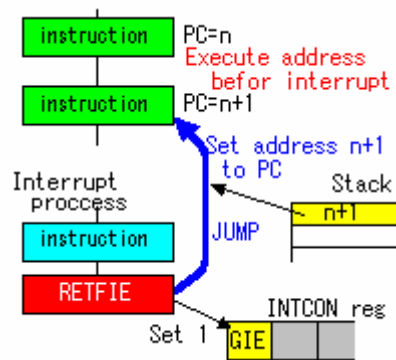 instruction
PC=n
Execute address
befor interrupt
instruction
PC=n+1
Set address n+1
to PC
Stack
n+1
Interrupt
proccess
instruction
JUMP
RETFIE
INTCON reg
Set 1
GIE